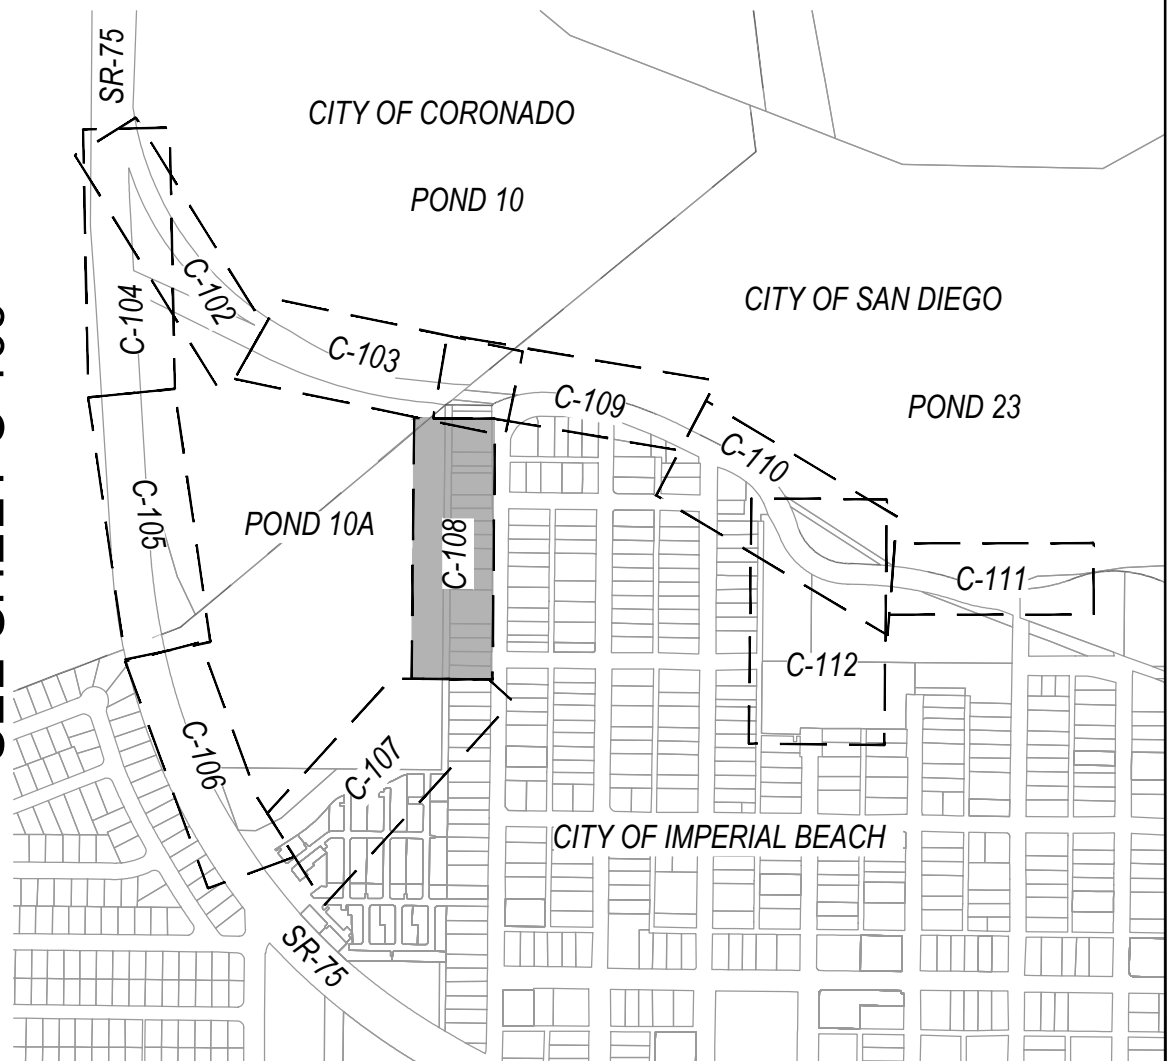 SR-75
CITY OF CORONADO
POND 10
C-102
C-104
CITY OF SAN DIEGO
C-103
C-109
POND 23
C-110
C-105
POND 10A
C-108
C-111
C-112
C-106
C-107
CITY OF IMPERIAL BEACH
SR-75